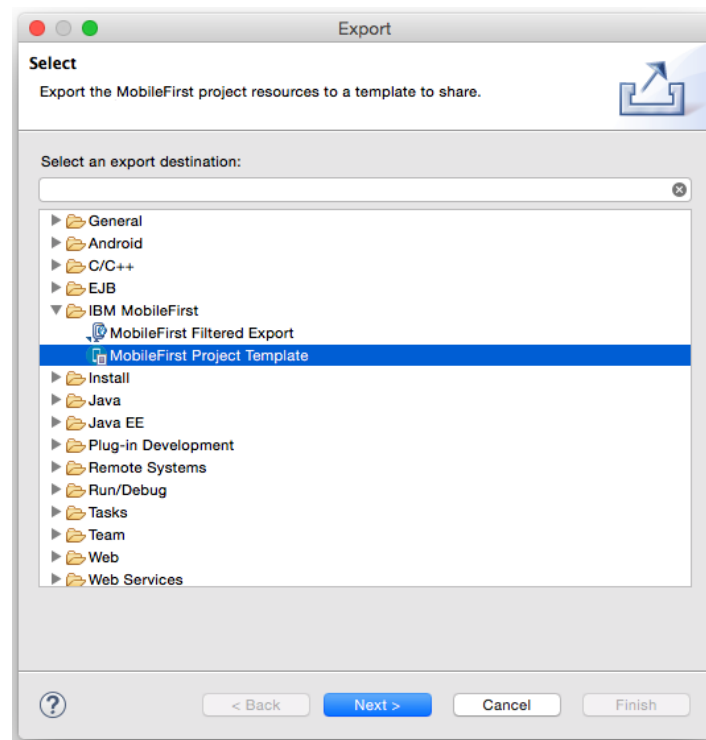 Export
Select
Export the MobileFirst project resources to a template to share.
Select an export destination:
General
Android
C/C++
EJB
IBM MobileFirst
MobileFirst Filtered Export
MobileFirst Project Template
Install
Java
Java EE
Plug-in Development
Remote Systems
Run/Debug
Tasks
Team
Web
Web Services
? < Back Next > Cancel Finish